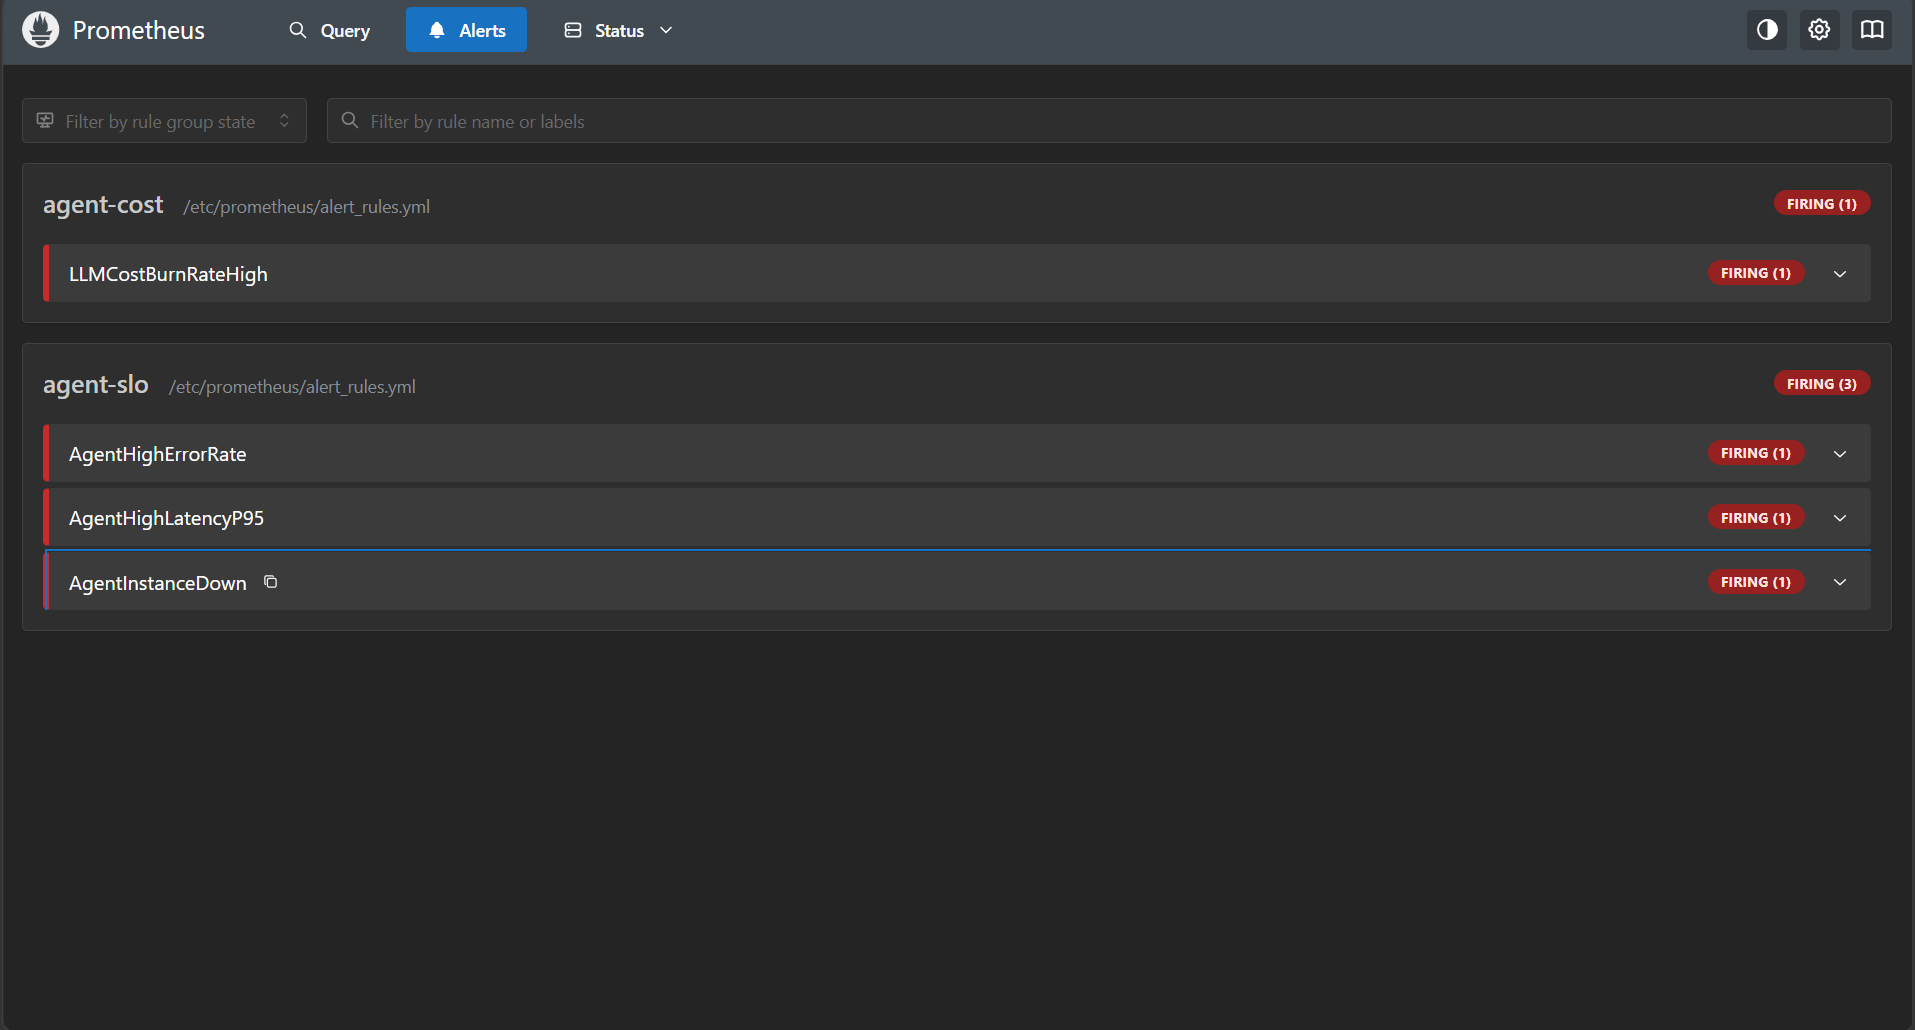 Prometheus
Query
Alerts
Status
Filter by rule group state
Filter by rule name or labels
agent-cost /etc/prometheus/alert_rules.yml FIRING (1)
LLMCostBurnRateHigh FIRING (1)
agent-slo /etc/prometheus/alert_rules.yml FIRING (3)
AgentHighErrorRate FIRING (1)
AgentHighLatencyP95 FIRING (1)
AgentInstanceDown FIRING (1)